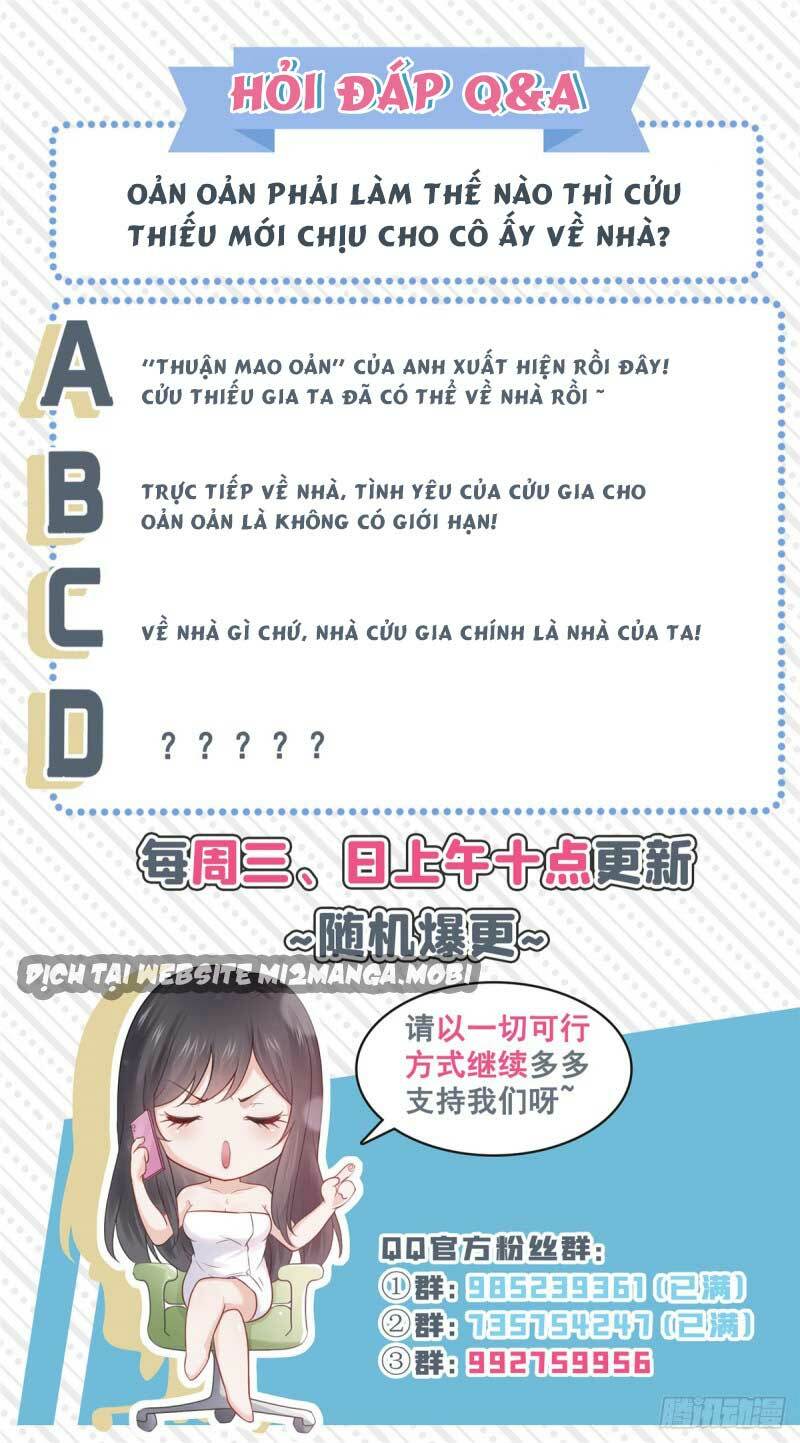 HỎI ĐÁP Q&A
OẢN OẢN PHẢI LÀM THẾ NÀO THÌ CỬU
THIẾU MỚI CHỊU CHO CÔ ẤY VỀ NHÀ?
A
"THUẬN MAO OẢN" CỦA ANH XUẤT HIỆN RỒI ĐÂY!
CỬU THIẾU GIA TA ĐÃ CÓ THỂ VỀ NHÀ RỒI ~
B
TRỰC TIẾP VỀ NHÀ, TÌNH YÊU CỦA CỬU GIA CHO
OẢN OẢN LÀ KHÔNG CÓ GIỚI HẠN!
C
VỀ NHÀ GÌ CHỨ, NHÀ CỬU GIA CHÍNH LÀ NHÀ CỦA TA!
D
? ? ? ? ?
每周三、日上午十点更新
~随机爆更~
DỊCH TẠI WEBSITE MI2MANGA.MOBI
请以一切可行
方式继续多多
支持我们呀~
QQ官方粉丝群:
①群: 985239361 (已满)
②群: 735754247 (已满)
③群: 992759956
腾讯动漫